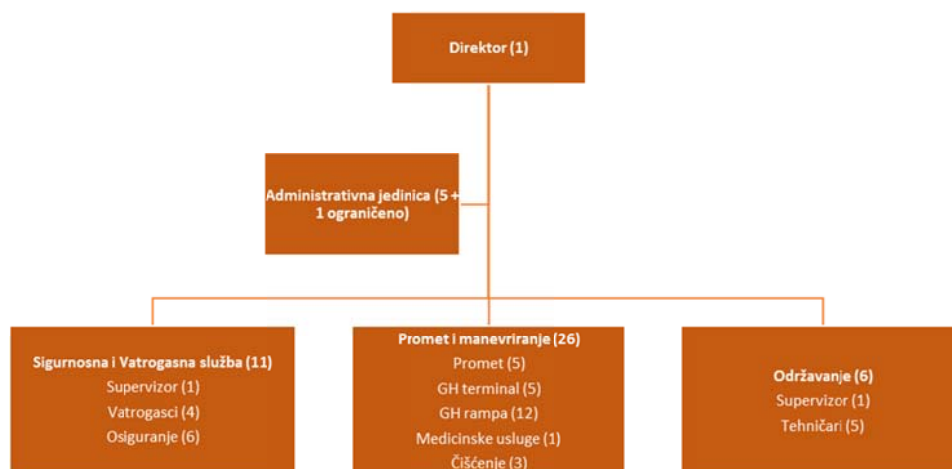 Direktor (1)
Administrativna jedinica (5 +
1 ograničeno)
Sigurnosna i Vatrogasna služba (11)
Supervizor (1)
Vatrogasci (4)
Osiguranje (6)
Promet i manevriranje (26)
Promet (5)
GH terminal (5)
GH rampa (12)
Medicinske usluge (1)
Čišćenje (3)
Održavanje (6)
Supervizor (1)
Tehničari (5)